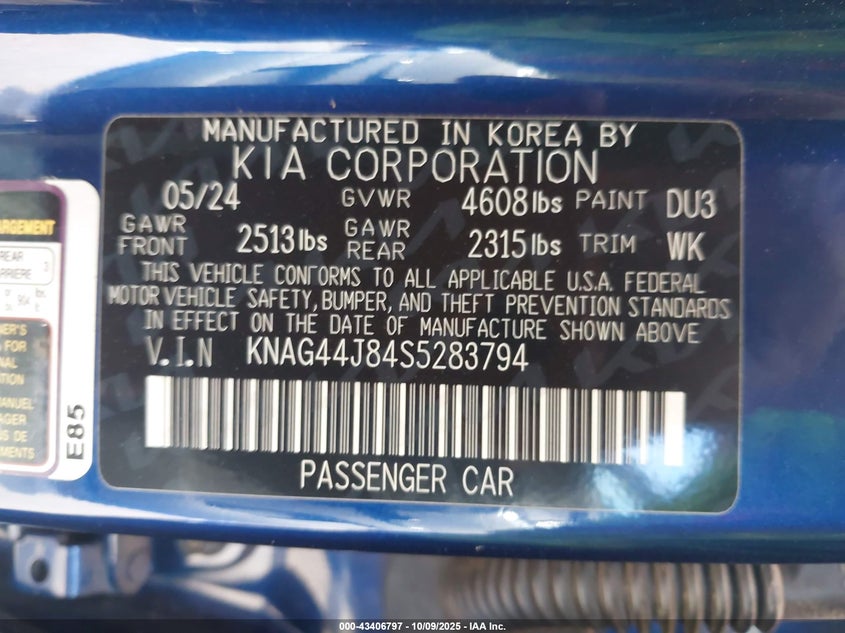 MANUFACTURED IN KOREA BY
KIA CORPORATION
05/24 GVWR 4608 lbs PAINT DU3
GAWR FRONT 2513 lbs GAWR REAR 2315 lbs TRIM WK
THIS VEHICLE CONFORMS TO ALL APPLICABLE U.S.A. FEDERAL
MOTOR VEHICLE SAFETY, BUMPER, AND THEFT PREVENTION STANDARDS
IN EFFECT ON THE DATE OF MANUFACTURE SHOWN ABOVE
V.I.N KNAG44J84S5283794
PASSENGER CAR
REAR
3
E85
000-43406797 - 10/09/2025 - IAA Inc.